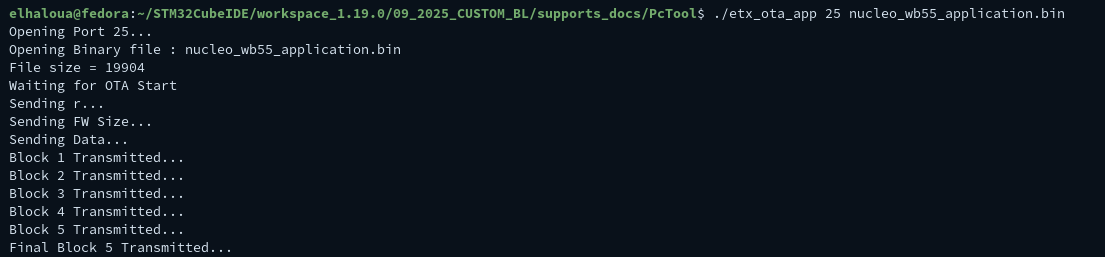 elhaloua@fedora:~/STM32CubeIDE/workspace_1.19.0/09_2025_CUSTOM_BL/supports_docs/PcTool$ ./etx_ota_app 25 nucleo_wb55_application.bin
Opening Port 25...
Opening Binary file : nucleo_wb55_application.bin
File size = 19904
Waiting for OTA Start
Sending r...
Sending FW Size...
Sending Data...
Block 1 Transmitted...
Block 2 Transmitted...
Block 3 Transmitted...
Block 4 Transmitted...
Block 5 Transmitted...
Final Block 5 Transmitted...